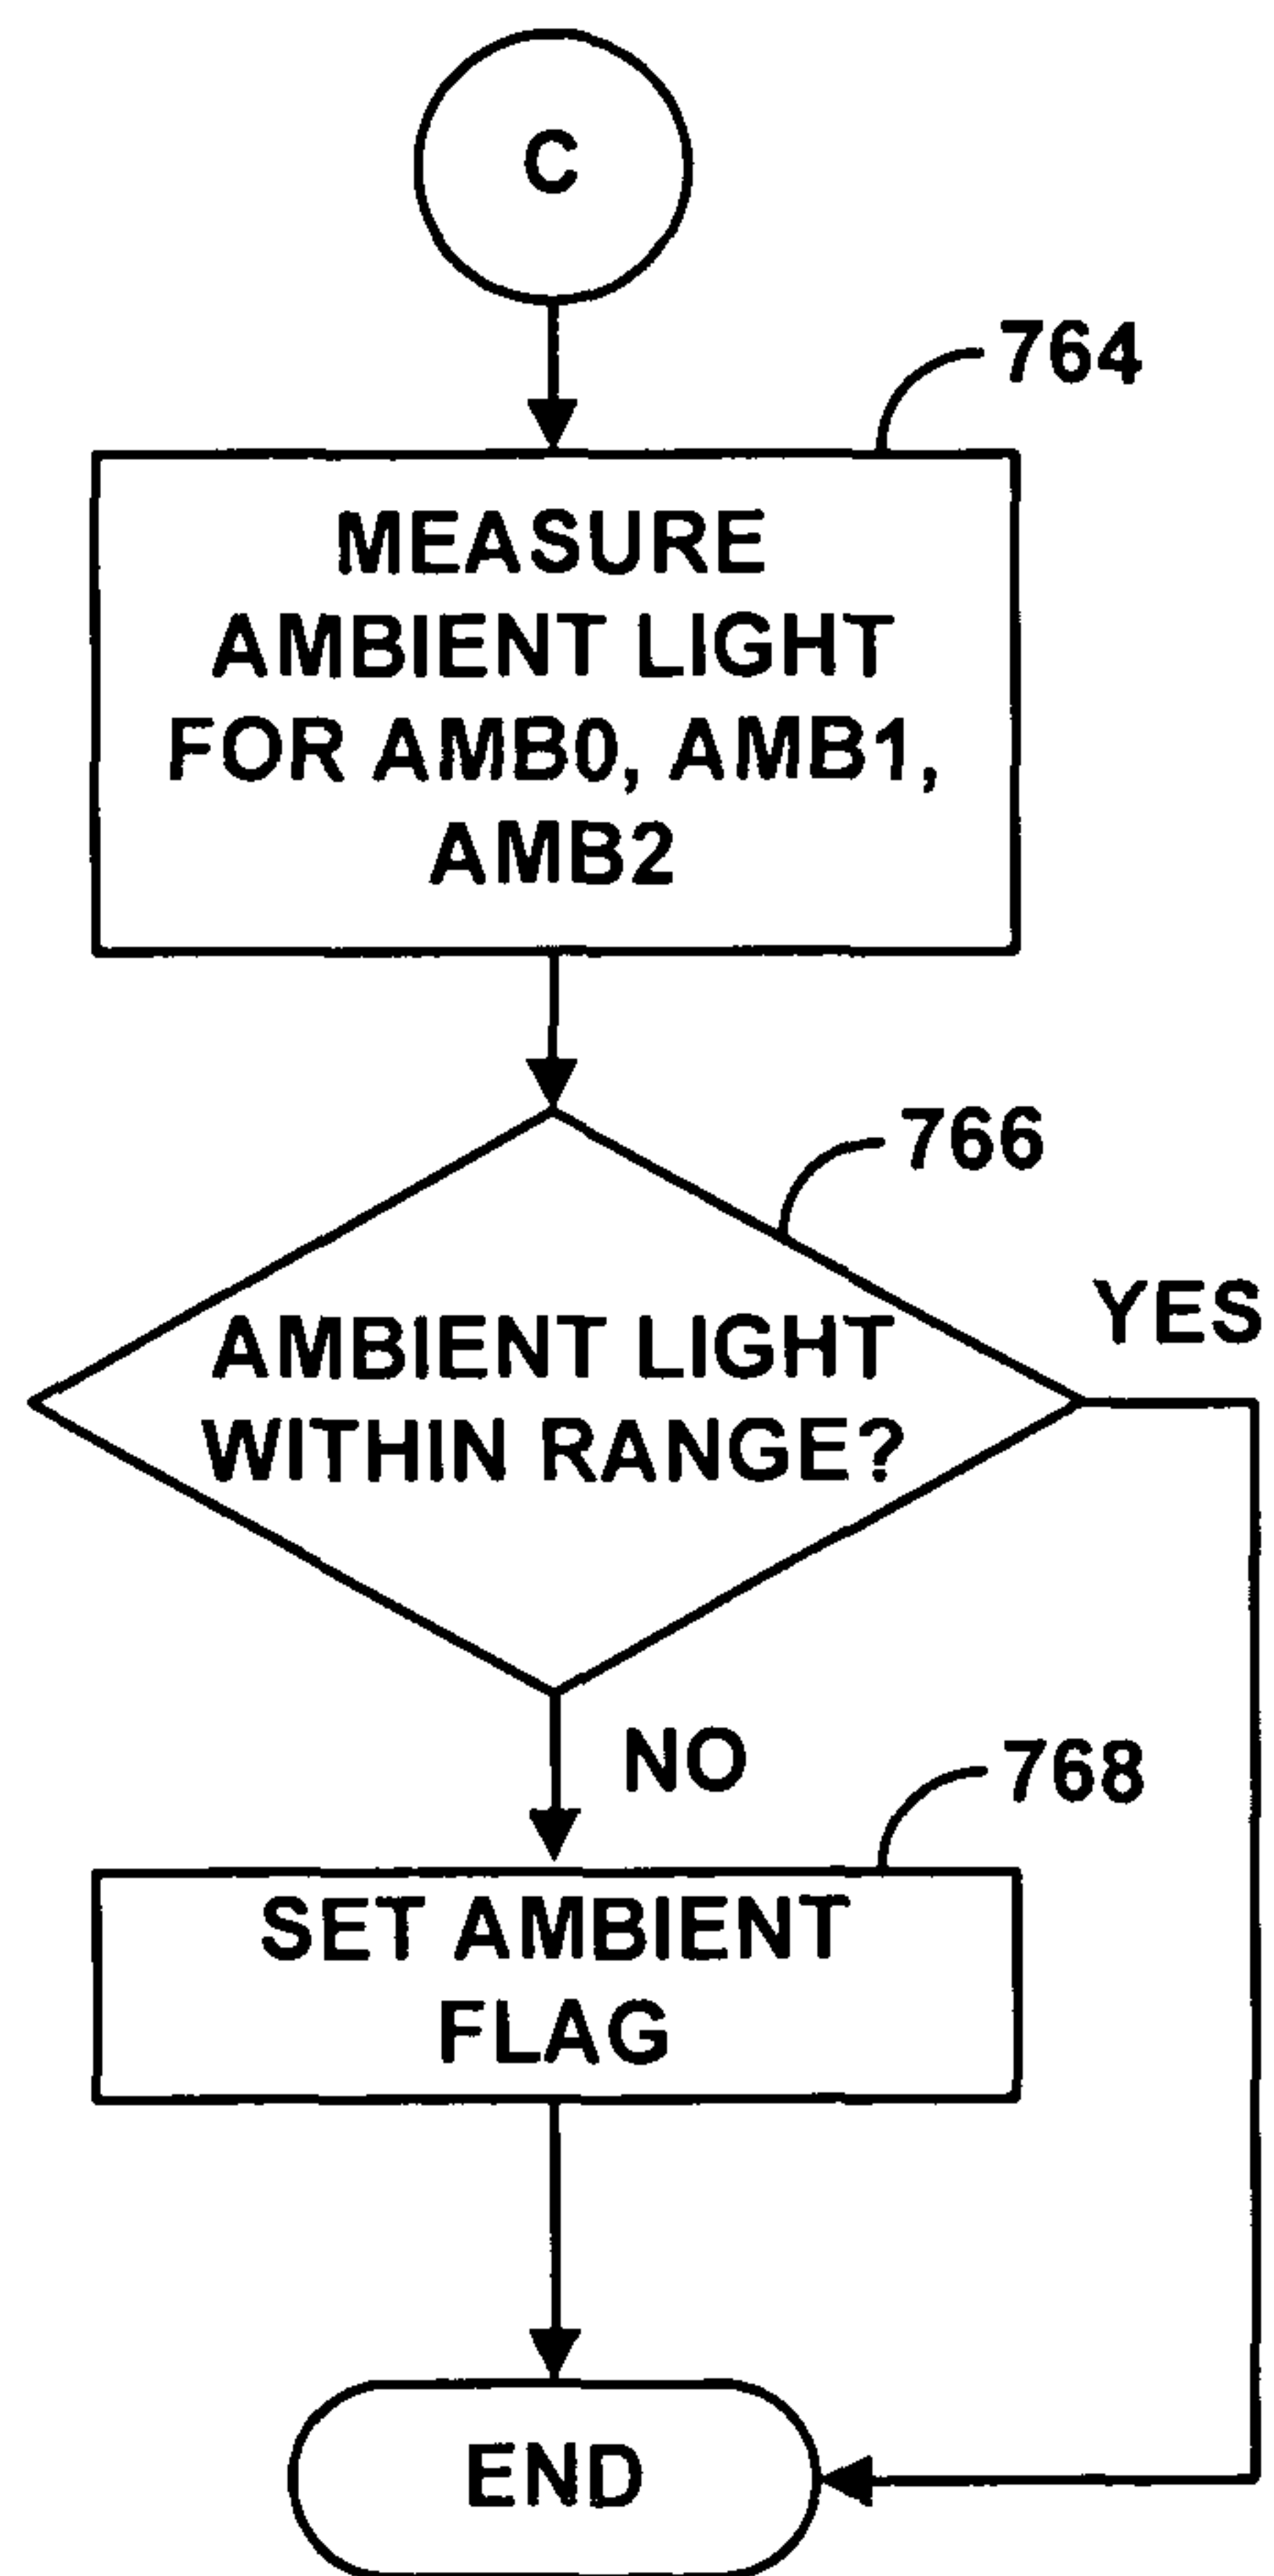 C
764
MEASURE
AMBIENT LIGHT
FOR AMB0, AMB1,
AMB2
766
AMBIENT LIGHT
WITHIN RANGE?
YES
NO
768
SET AMBIENT
FLAG
END